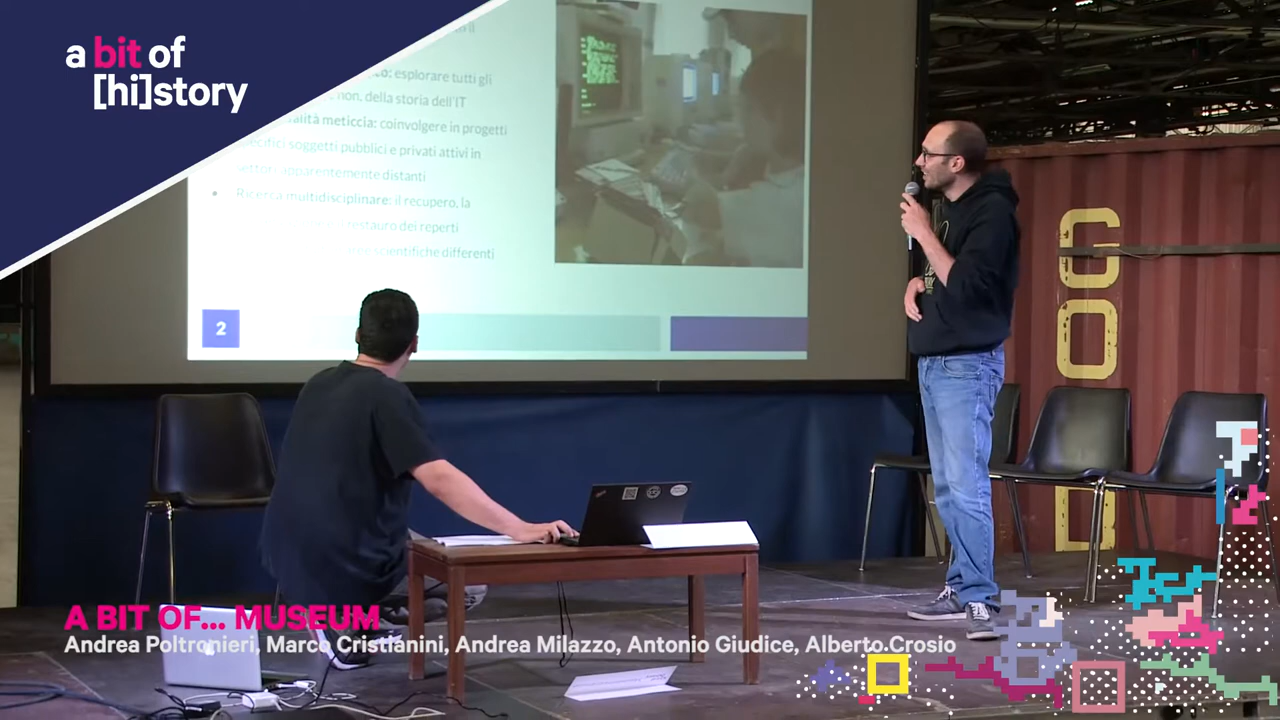 a bit of
[hi]story
esplorare tutti gli
non, della storia dell'IT
meticcia: coinvolgere in progetti
soggetti pubblici e privati attivi in
apparentemente distanti
• Ricerca multidisciplinare: il recupero, la
restauro dei reperti
scientifiche differenti
2
GOLD
A BIT OF... MUSEUM
Andrea Poltronieri, Marco Cristianini, Andrea Milazzo, Antonio Giudice, Alberto Crosio